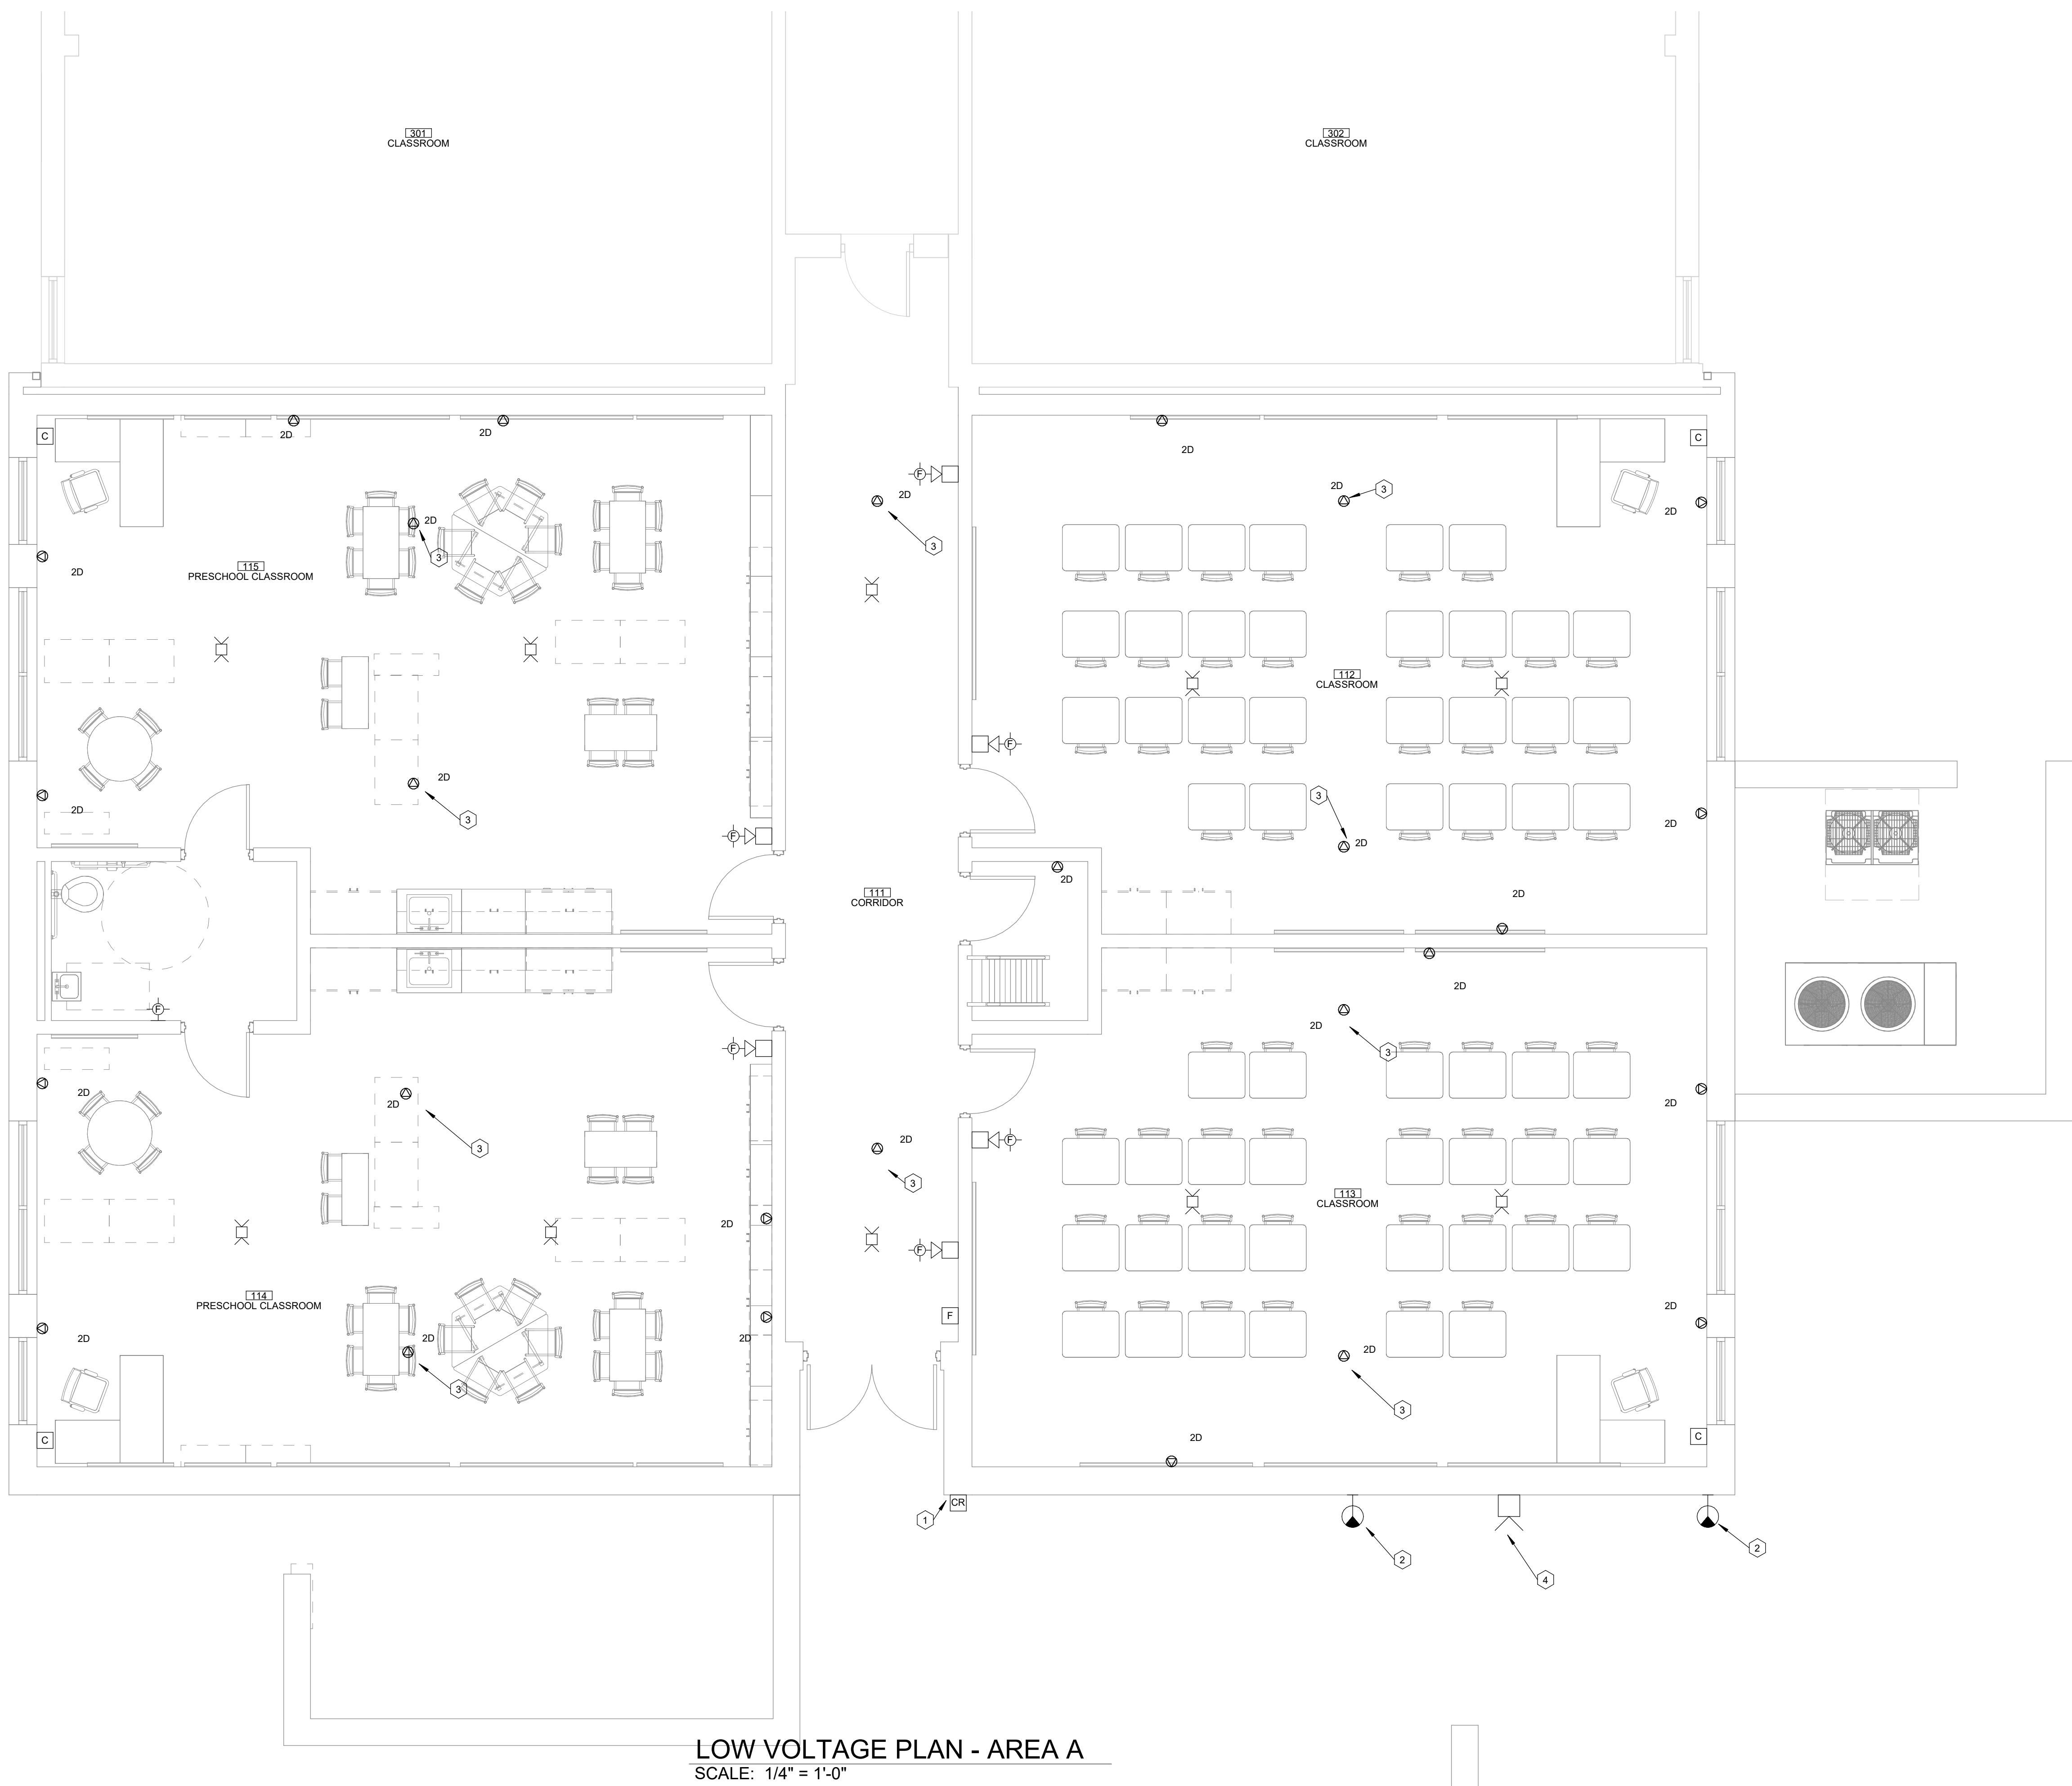 301
CLASSROOM
302
CLASSROOM
C
2D
2D
2D
C
F
2D
2D
3
2D
2D
3
3
2D
115
PRESCHOOL CLASSROOM
2D
112
CLASSROOM
F
2D
3
2D
3
2D
2D
F
2D
111
CORRIDOR
2D
2D
2D
F
2D
3
F
2D
2D
3
2D
2D
F
3
113
CLASSROOM
2D
F
114
PRESCHOOL CLASSROOM
2D
F
2D
2D
2D
2D
3
3
C
2D
C
CR
1
2
2
4
LOW VOLTAGE PLAN - AREA A
SCALE: 1/4" = 1'-0"